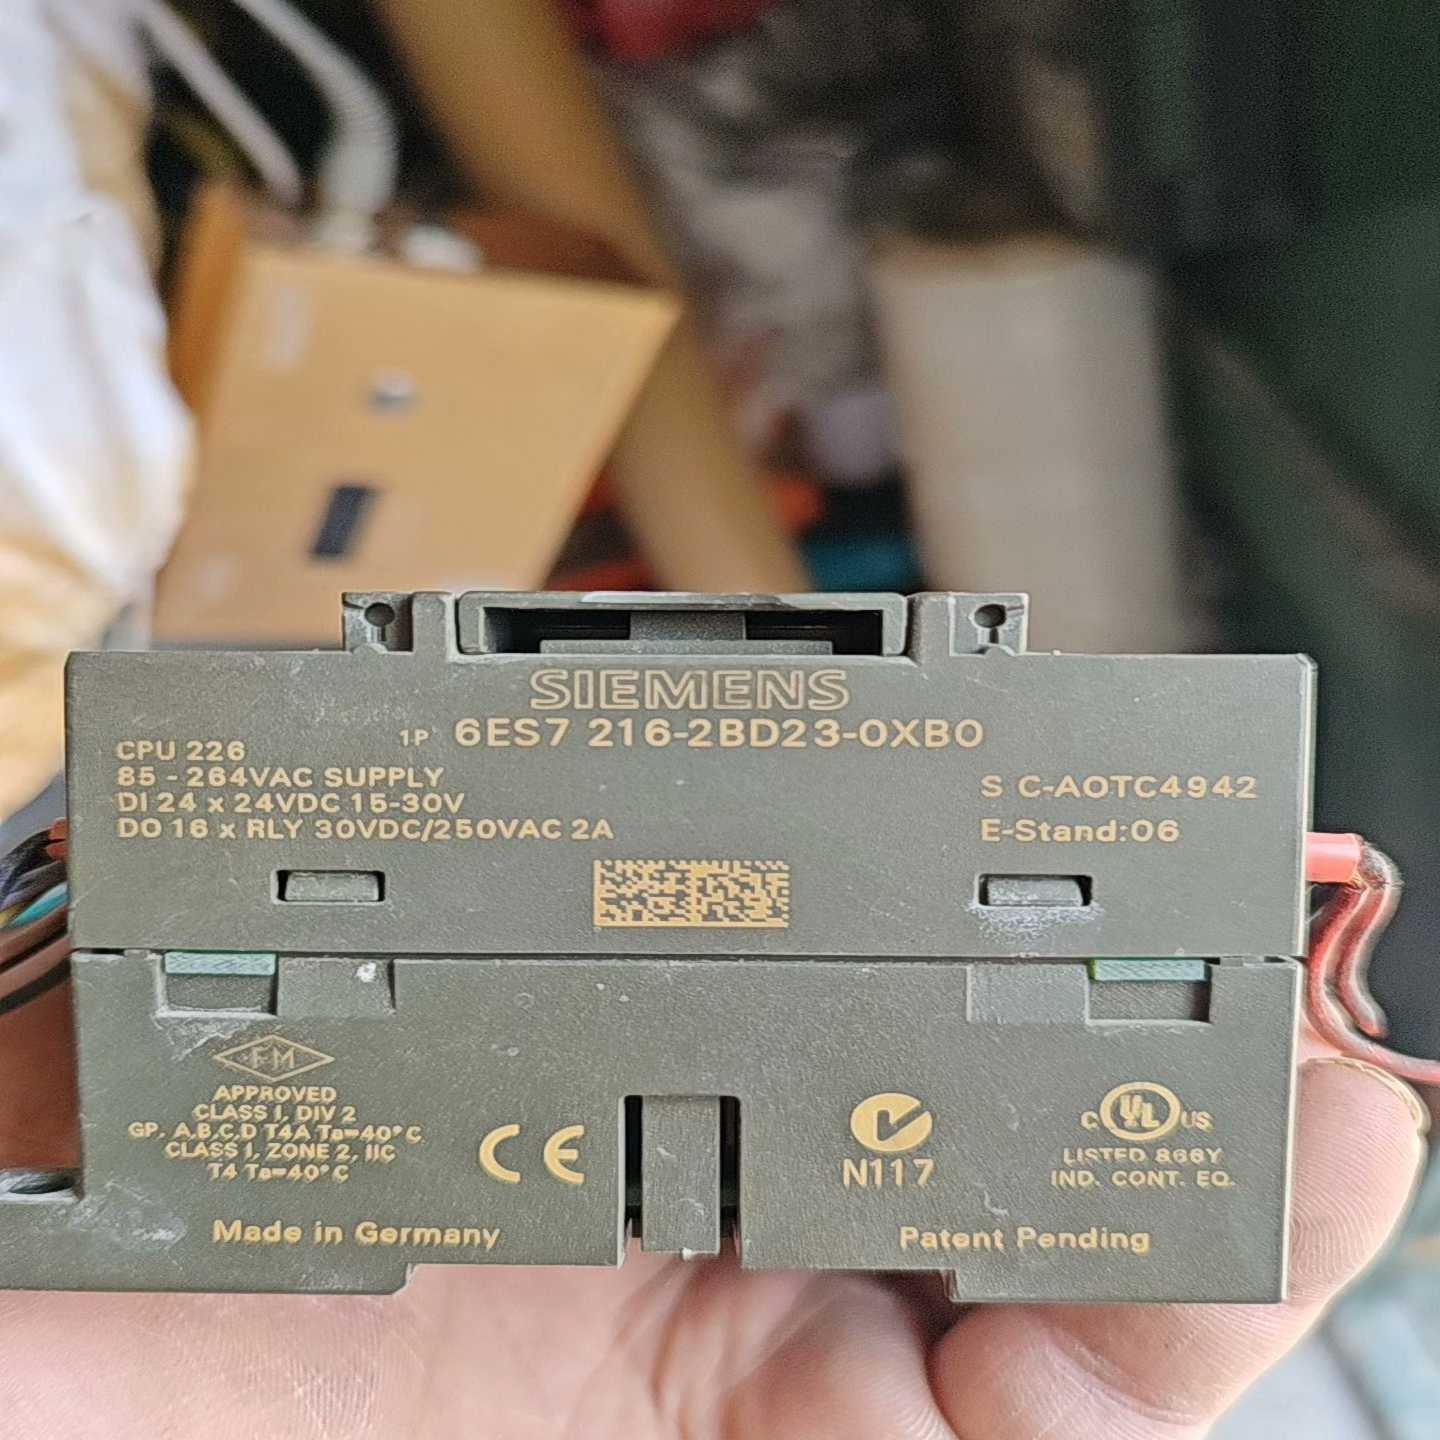 SIEMENS
1P 6ES7 216-2BD23-0XB0
CPU 226
85 - 264VAC SUPPLY
DI 24 x 24VDC 15-30V
DO 16 x RLY 30VDC/250VAC 2A
S C-A0TC4942
E-Stand:06
FM
APPROVED
CLASS I, DIV 2
GP. A,B,C,D T4A Ta=40°C
CLASS I, ZONE 2, IIC
T4 Ta=40°C
CE
N117
C UL US
LISTED 866Y
IND. CONT. EQ.
Made in Germany
Patent Pending